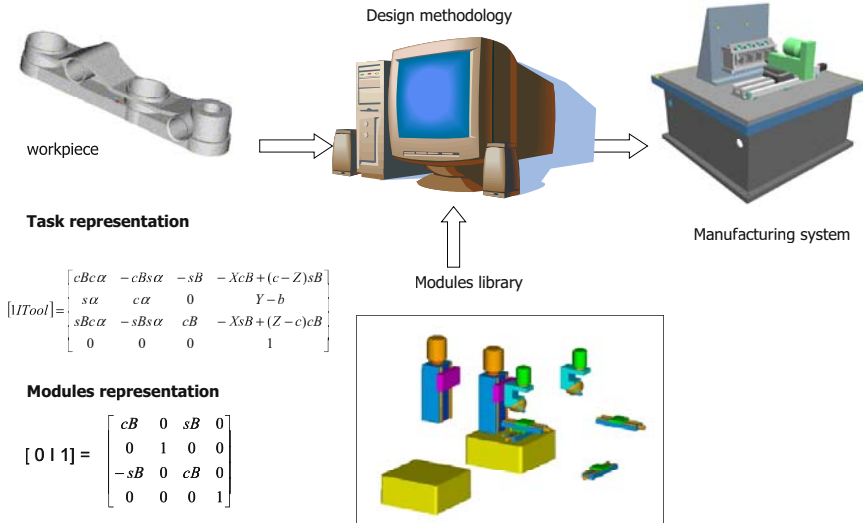 Design methodology
workpiece
Task representation
Manufacturing system
Modules library
[1ITool] =
cBcα −cBsα −sB −XcB+(c−Z)sB
sα cα 0 Y−b
sBcα −sBsα cB −XsB+(Z−c)cB
0 0 0 1
Modules representation
[ 0 I 1] =
cB 0 sB 0
0 1 0 0
−sB 0 cB 0
0 0 0 1